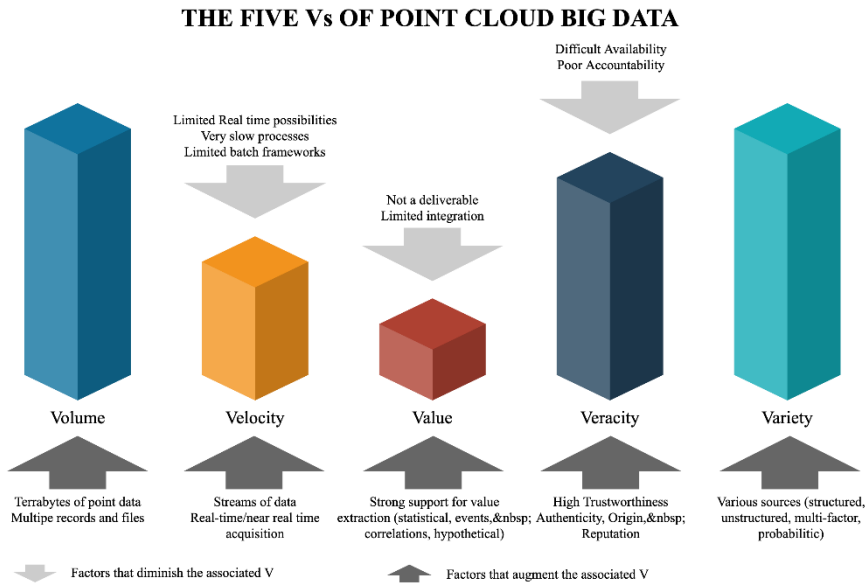 THE FIVE Vs OF POINT CLOUD BIG DATA
Difficult Availability
Poor Accountability
Limited Real time possibilities
Very slow processes
Limited batch frameworks
Not a deliverable
Limited integration
Volume
Velocity
Value
Veracity
Variety
Terrabytes of point data
Multipe records and files
Streams of data
Real-time/near real time
acquisition
Strong support for value
extraction (statistical, events,&nbsp;
correlations, hypothetical)
High Trustworthiness
Authenticity, Origin,&nbsp;
Reputation
Various sources (structured,
unstructured, multi-factor,
probabilitic)
Factors that diminish the associated V
Factors that augment the associated V